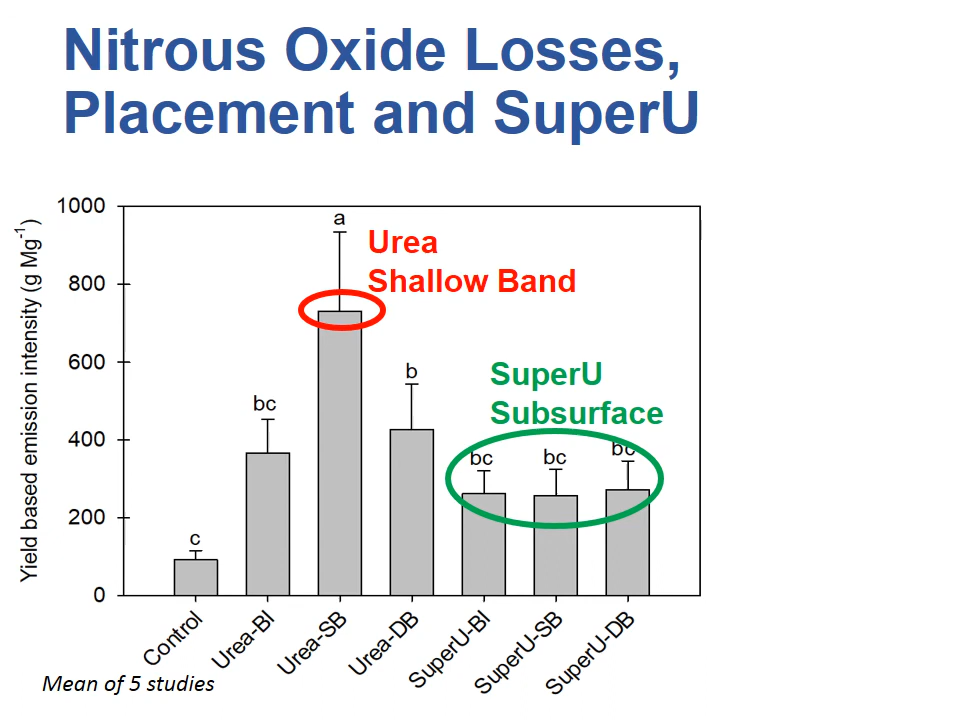 Nitrous Oxide Losses,
Placement and SuperU
Yield based emission intensity (g Mg⁻¹)
1000
800
600
400
200
0
c
bc
a
b
bc
bc
bc
Urea
Shallow Band
SuperU
Subsurface
Control
Urea-BI
Urea-SB
Urea-DB
SuperU-BI
SuperU-SB
SuperU-DB
Mean of 5 studies